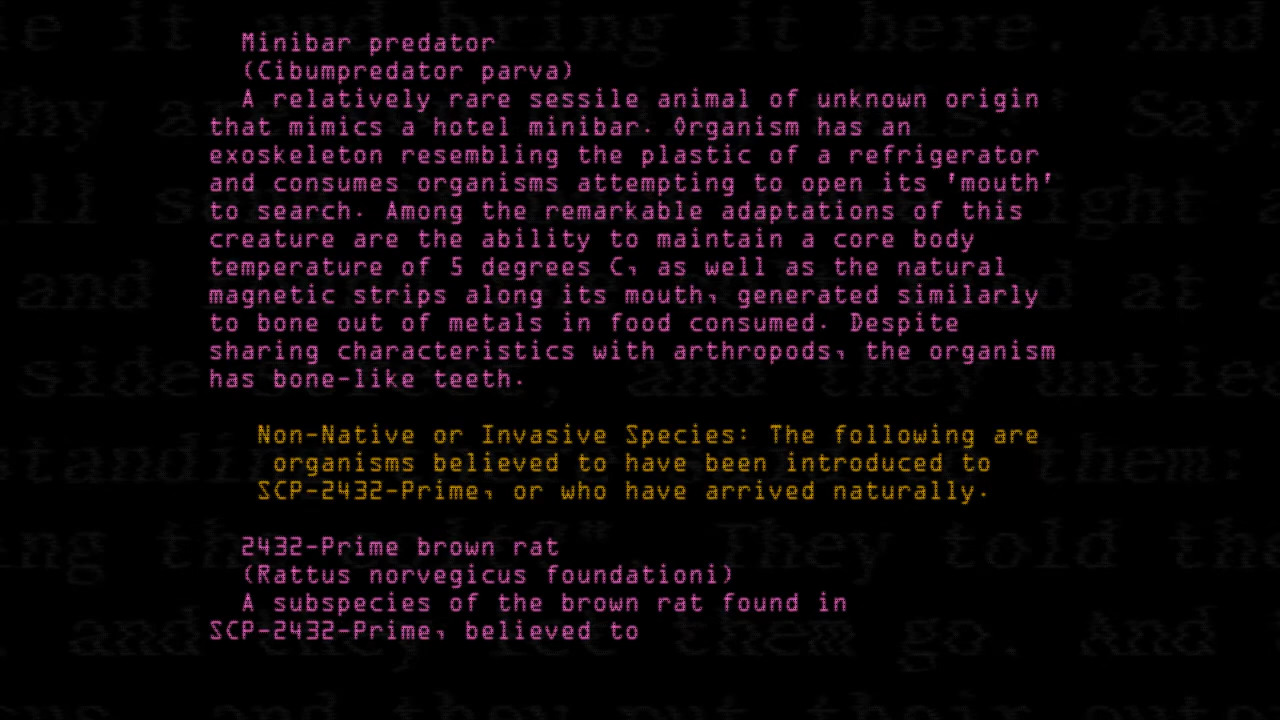 Minibar predator
(Cibumpredator parva)
A relatively rare sessile animal of unknown origin
that mimics a hotel minibar. Organism has an
exoskeleton resembling the plastic of a refrigerator
and consumes organisms attempting to open its 'mouth'
to search. Among the remarkable adaptations of this
creature are the ability to maintain a core body
temperature of 5 degrees C, as well as the natural
magnetic strips along its mouth, generated similarly
to bone out of metals in food consumed. Despite
sharing characteristics with arthropods, the organism
has bone-like teeth.
Non-Native or Invasive Species: The following are
organisms believed to have been introduced to
SCP-2432-Prime, or who have arrived naturally.
2432-Prime brown rat
(Rattus norvegicus foundationi)
A subspecies of the brown rat found in
SCP-2432-Prime, believed to